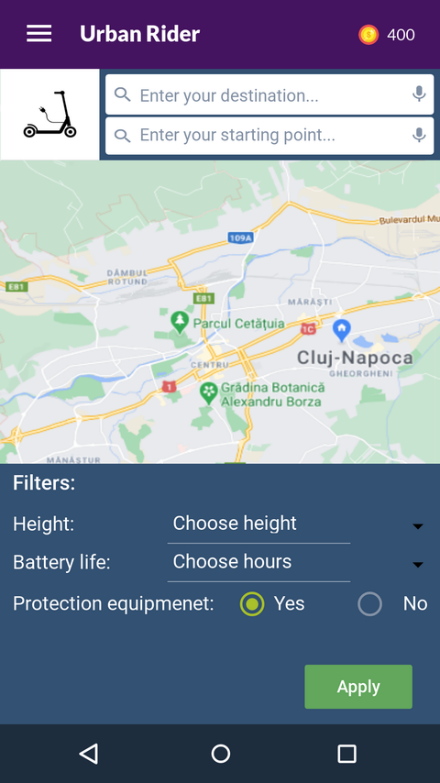 Urban Rider
400
Enter your destination...
Enter your starting point...
Bulevardul Mu
109A
DÂMBUL
ROTUND
E81
E81
MĂRĂȘTI
Parcul Cetățuia
1C
Cluj-Napoca
CENTRU
GHEORGHENI
1
Grădina Botanică
Alexandru Borza
MĂNĂȘTUR
Filters:
Height: Choose height
Battery life: Choose hours
Protection equipmenet: Yes No
Apply